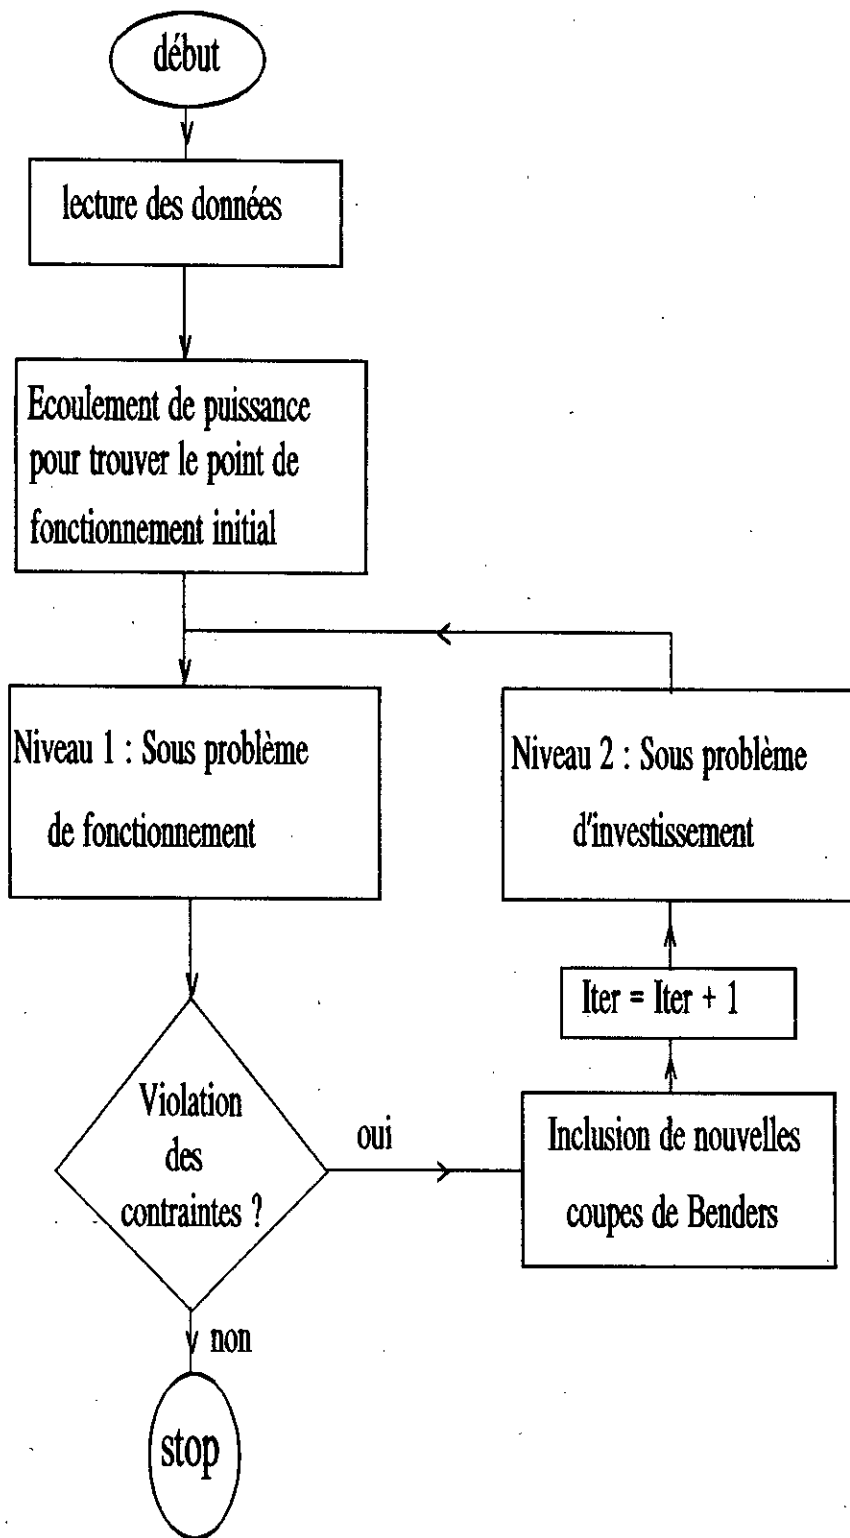 début
lecture des données
Ecoulement de puissance
pour trouver le point de
fonctionnement initial
Niveau 1 : Sous problème
de fonctionnement
Niveau 2 : Sous problème
d'investissement
Iter = Iter + 1
Violation
des
contraintes ?
oui
Inclusion de nouvelles
coupes de Benders
non
stop